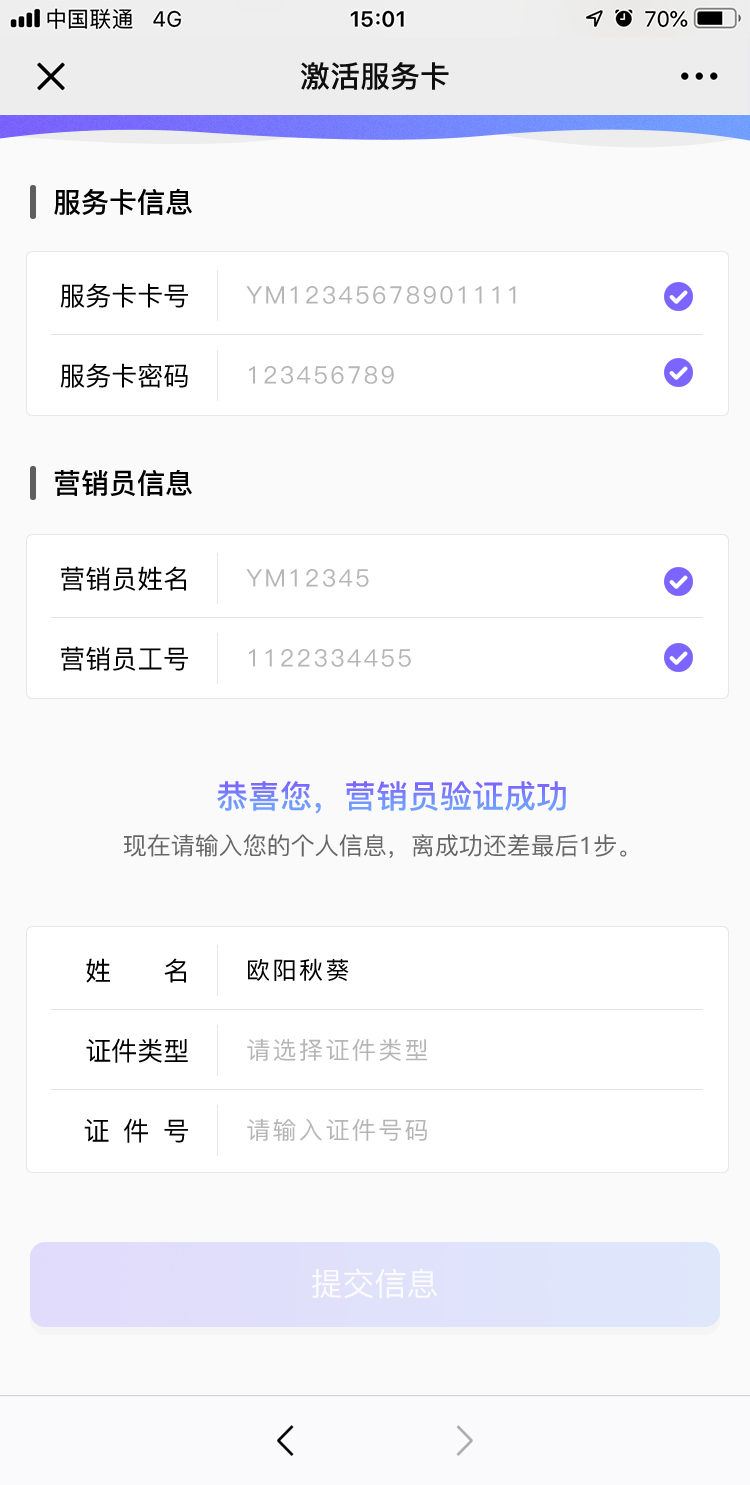 中国联通 4G 15:01 70%
激活服务卡
服务卡信息
服务卡卡号 YM12345678901111
服务卡密码 123456789
营销员信息
营销员姓名 YM12345
营销员工号 1122334455
恭喜您，营销员验证成功
现在请输入您的个人信息，离成功还差最后1步。
姓 名 欧阳秋葵
证件类型 请选择证件类型
证 件 号 请输入证件号码
提交信息